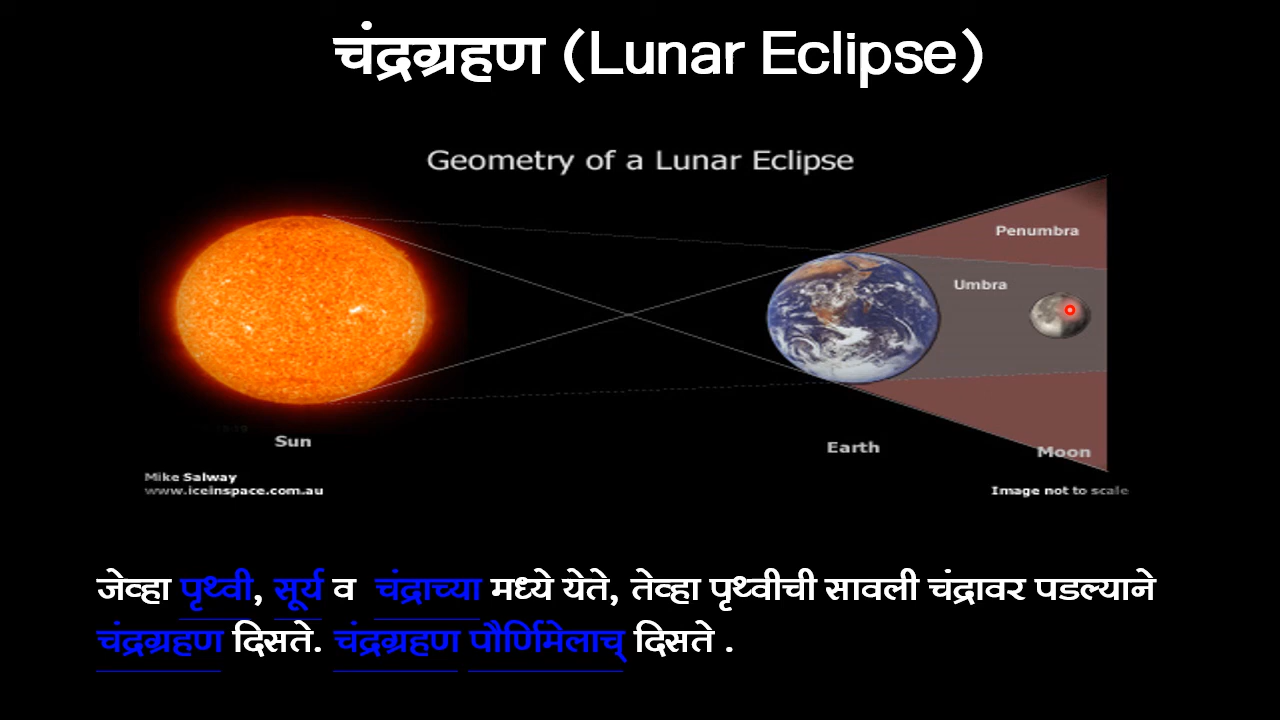 चंद्रग्रहण (Lunar Eclipse)
Geometry of a Lunar Eclipse
Penumbra
Umbra
Sun
Earth
Moon
Mike Salway
www.iceinspace.com.au
Image not to scale
जेव्हा पृथ्वी, सूर्य व चंद्राच्या मध्ये येते, तेव्हा पृथ्वीची सावली चंद्रावर पडल्याने
चंद्रग्रहण दिसते. चंद्रग्रहण पौर्णिमेलाच् दिसते .